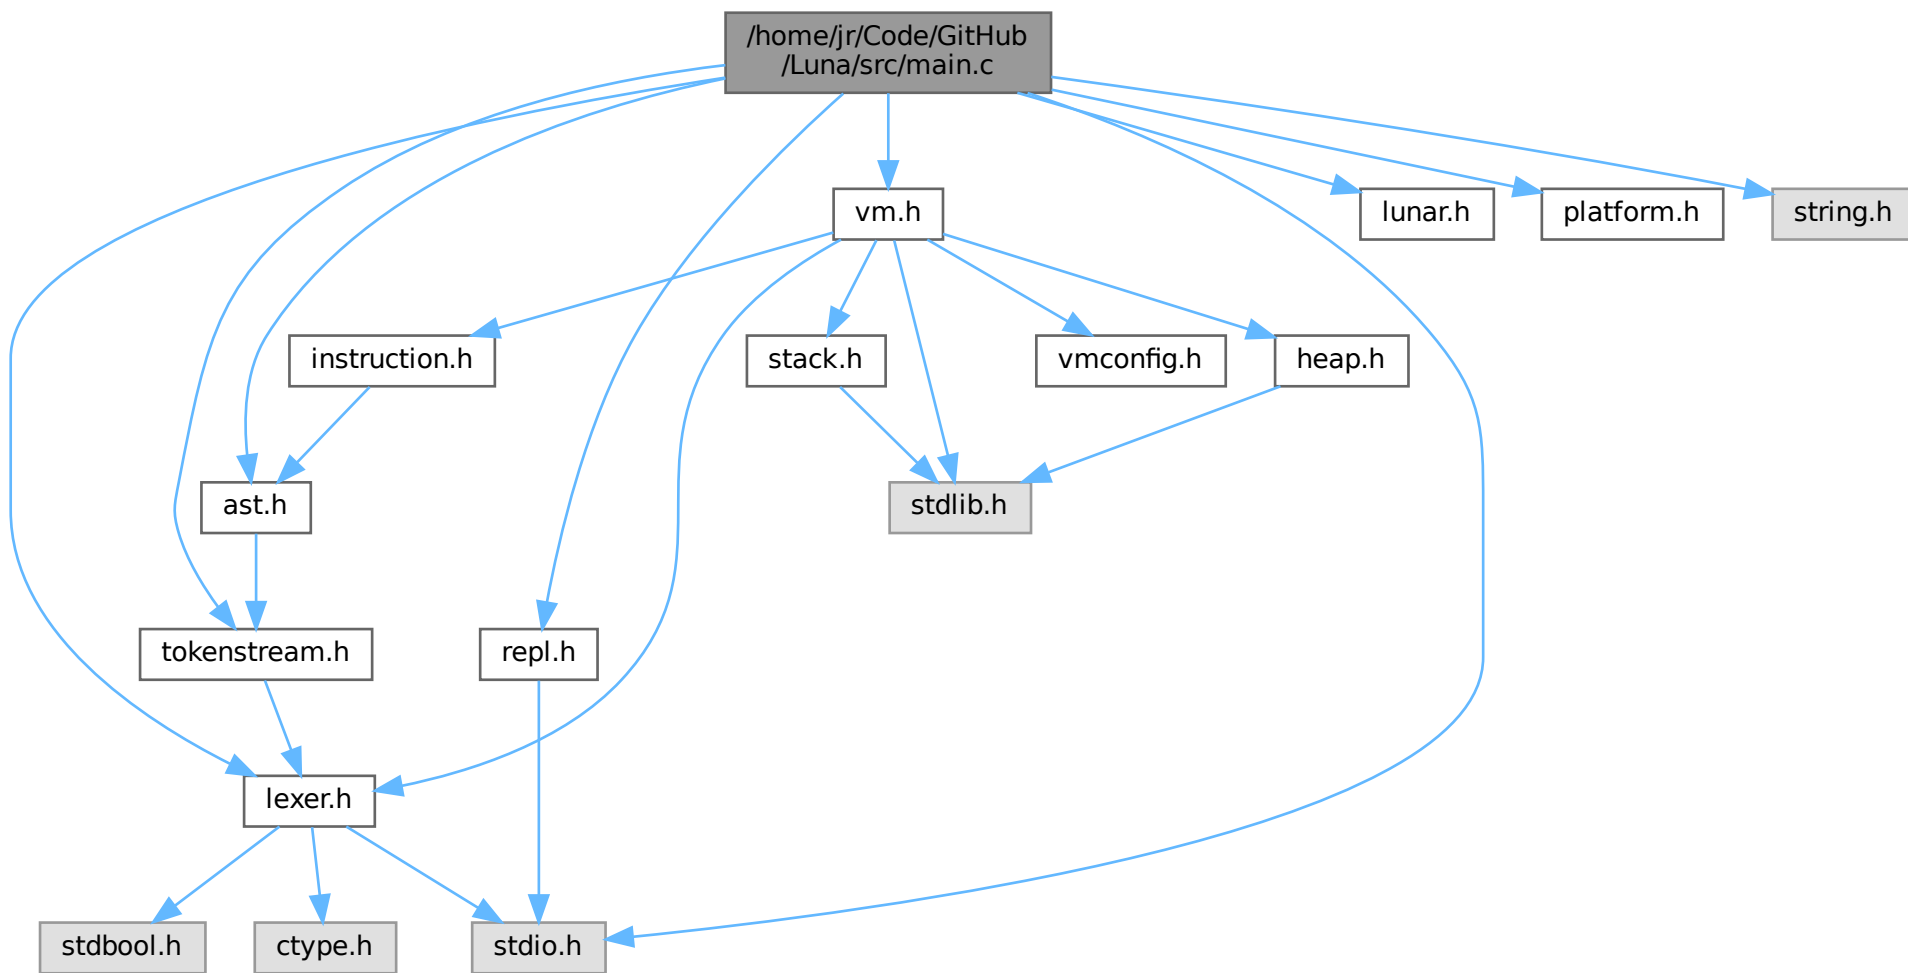 /home/jr/Code/GitHub
/Luna/src/main.c
vm.h
lunar.h
platform.h
string.h
instruction.h
stack.h
vmconfig.h
heap.h
ast.h
stdlib.h
tokenstream.h
repl.h
lexer.h
stdbool.h
ctype.h
stdio.h